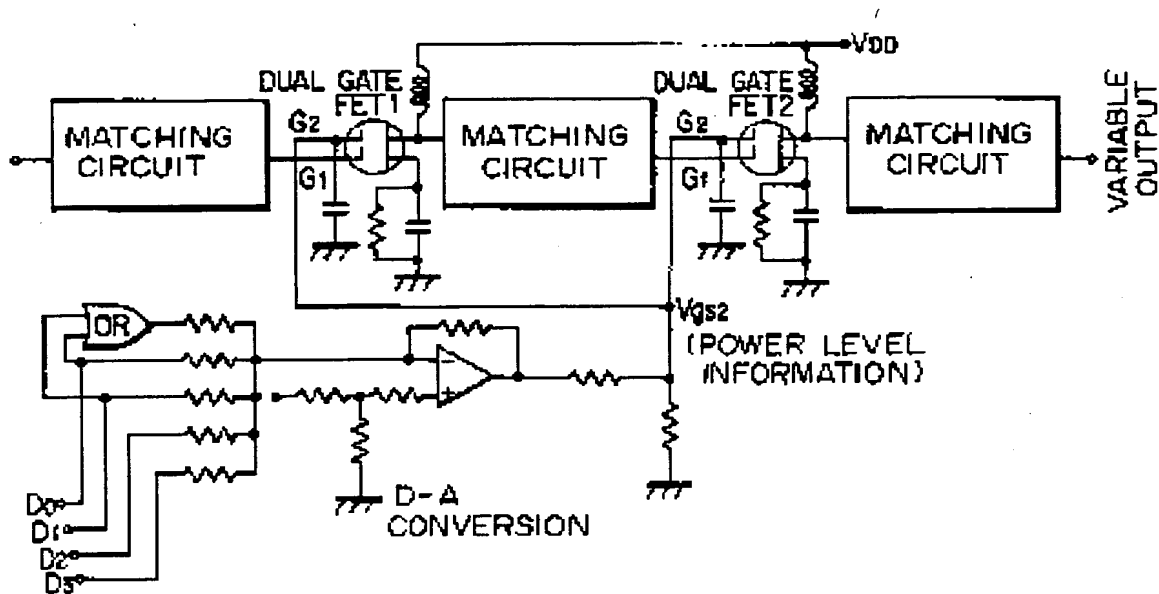 VDD
DUAL GATE
FET1
DUAL GATE
FET2
MATCHING
CIRCUIT
G2
G1
MATCHING
CIRCUIT
G2
G1
MATCHING
CIRCUIT
VARIABLE
OUTPUT
OR
Vgs2
(POWER LEVEL
INFORMATION)
D-A
CONVERSION
D0
D1
D2
D3